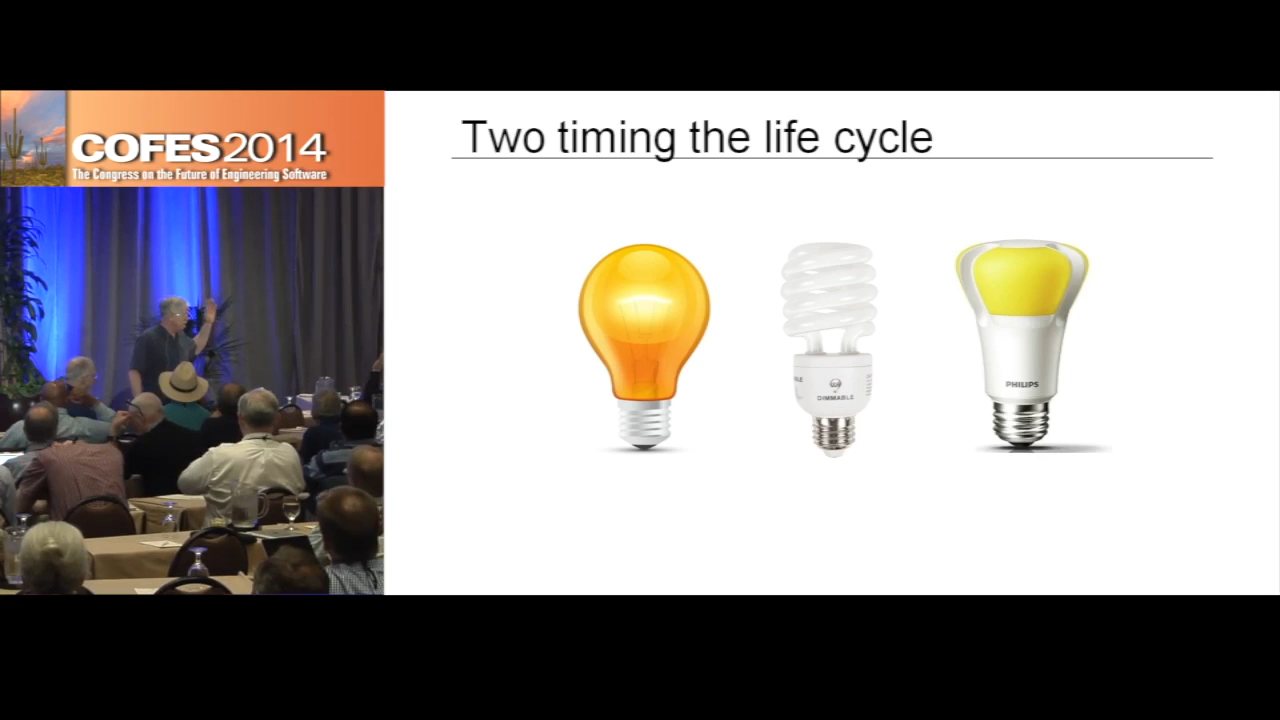 COFES2014
The Congress on the Future of Engineering Software
Two timing the life cycle
DIMMABLE
PHILIPS